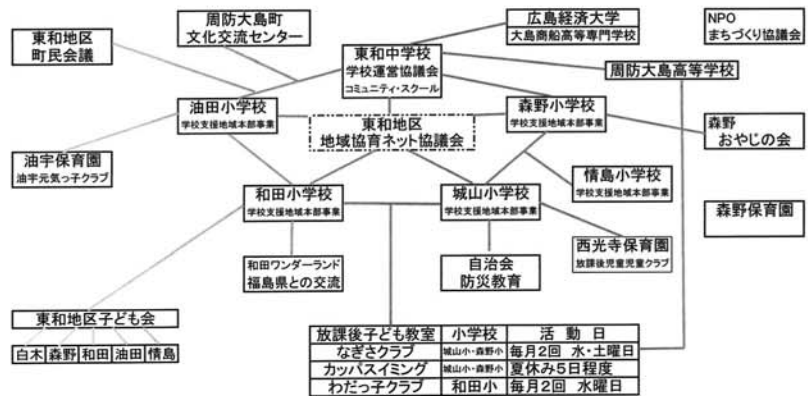 東和地区
町民会議
周防大島町
文化交流センター
東和中学校
学校運営協議会
コミュニティ・スクール
広島経済大学
大島商船高等専門学校
NPO
まちづくり協議会
周防大島高等学校
油田小学校
学校支援地域本部事業
東和地区
地域協育ネット協議会
森野小学校
学校支援地域本部事業
森野
おやじの会
油宇保育園
油宇元気っ子クラブ
和田小学校
学校支援地域本部事業
城山小学校
学校支援地域本部事業
情島小学校
学校支援地域本部事業
森野保育園
和田ワンダーランド
福島県との交流
自治会
防災教育
西光寺保育園
放課後児童児童クラブ
東和地区子ども会
白木 森野 和田 油田 情島
放課後子ども教室 小学校 活動日
なぎさクラブ 城山小・森野小 毎月2回 水・土曜日
カッパスイミング 城山小・森野小 夏休み5日程度
わだっ子クラブ 和田小 毎月2回 水曜日